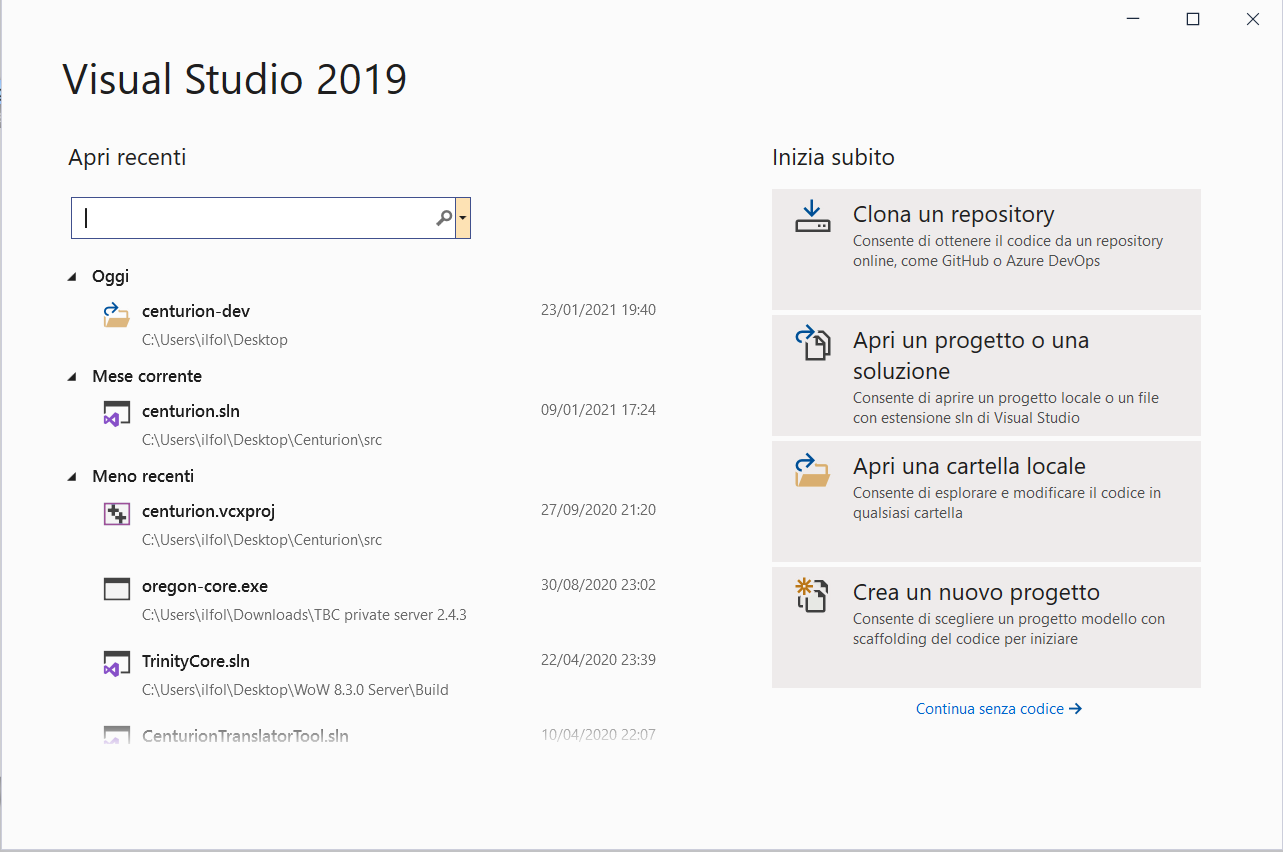 Visual Studio 2019
Apri recenti
Oggi
centurion-dev 23/01/2021 19:40
C:\Users\ilfol\Desktop
Mese corrente
centurion.sln 09/01/2021 17:24
C:\Users\ilfol\Desktop\Centurion\src
Meno recenti
centurion.vcxproj 27/09/2020 21:20
C:\Users\ilfol\Desktop\Centurion\src
oregon-core.exe 30/08/2020 23:02
C:\Users\ilfol\Downloads\TBC private server 2.4.3
TrinityCore.sln 22/04/2020 23:39
C:\Users\ilfol\Desktop\WoW 8.3.0 Server\Build
CenturionTranslatorTool.sln 10/04/2020 22:07
Inizia subito
Clona un repository
Consente di ottenere il codice da un repository
online, come GitHub o Azure DevOps
Apri un progetto o una
soluzione
Consente di aprire un progetto locale o un file
con estensione sln di Visual Studio
Apri una cartella locale
Consente di esplorare e modificare il codice in
qualsiasi cartella
Crea un nuovo progetto
Consente di scegliere un progetto modello con
scaffolding del codice per iniziare
Continua senza codice